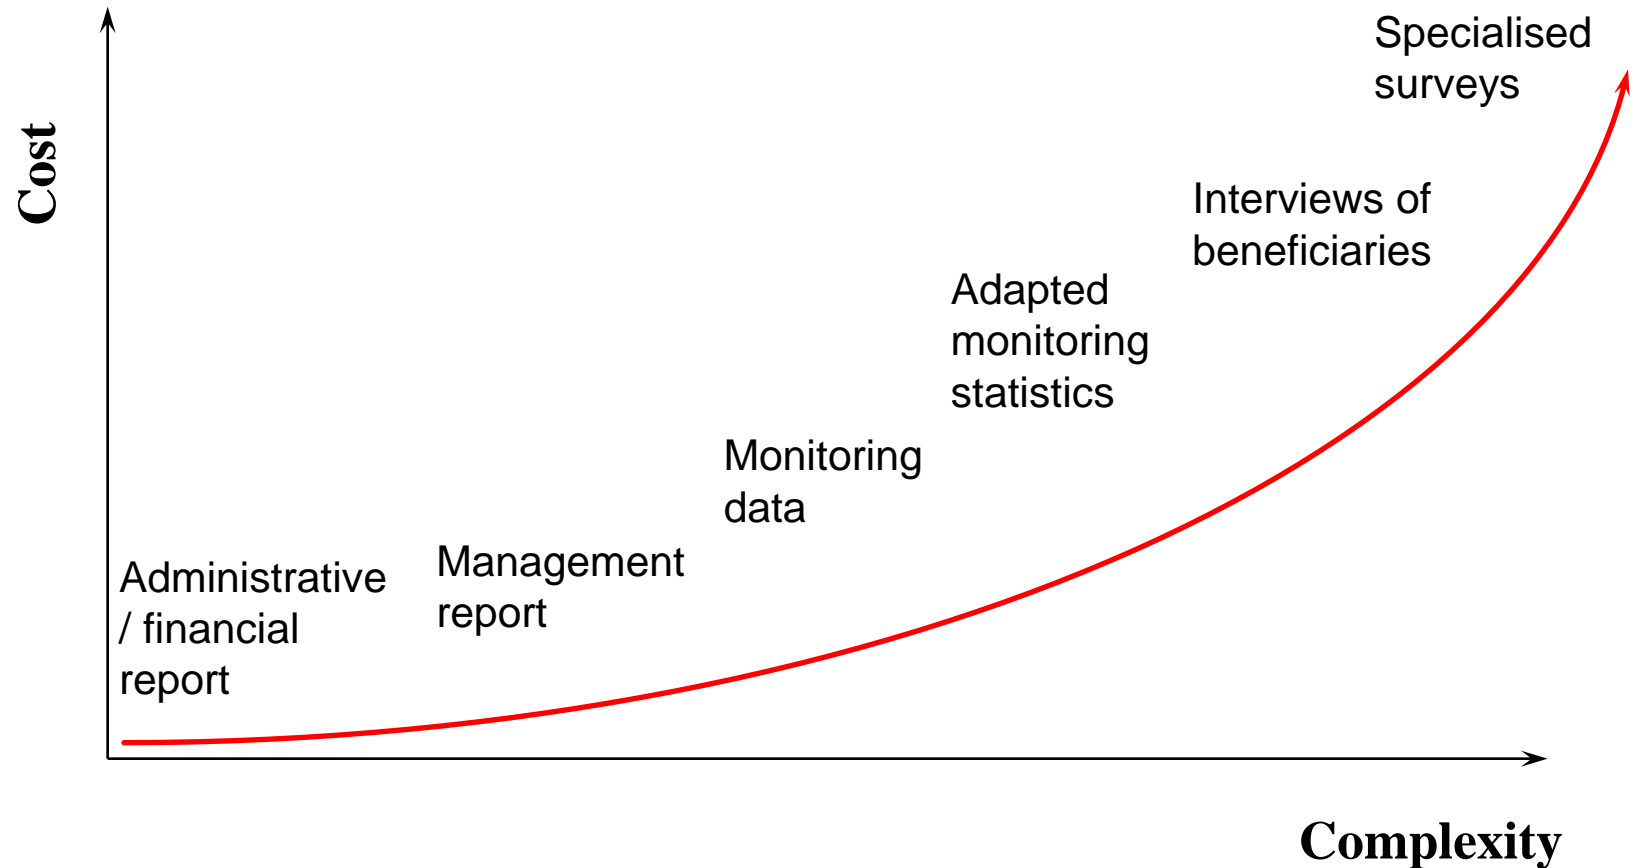 Cost
Specialised
surveys
Interviews of
beneficiaries
Adapted
monitoring
statistics
Monitoring
data
Management
report
Administrative
/ financial
report
Complexity